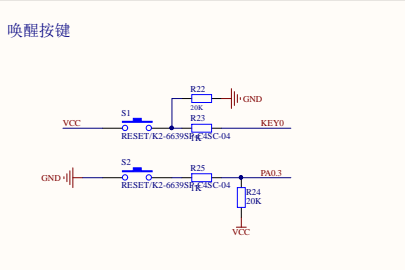 唤醒按键
R22
20K
GND
S1
R23
VCC
KEY0
RESET/K2-6639SP-C4SC-04
1K
S2
R25
GND
PA0.3
RESET/K2-6639SP-C4SC-04
1K
R24
20K
VCC